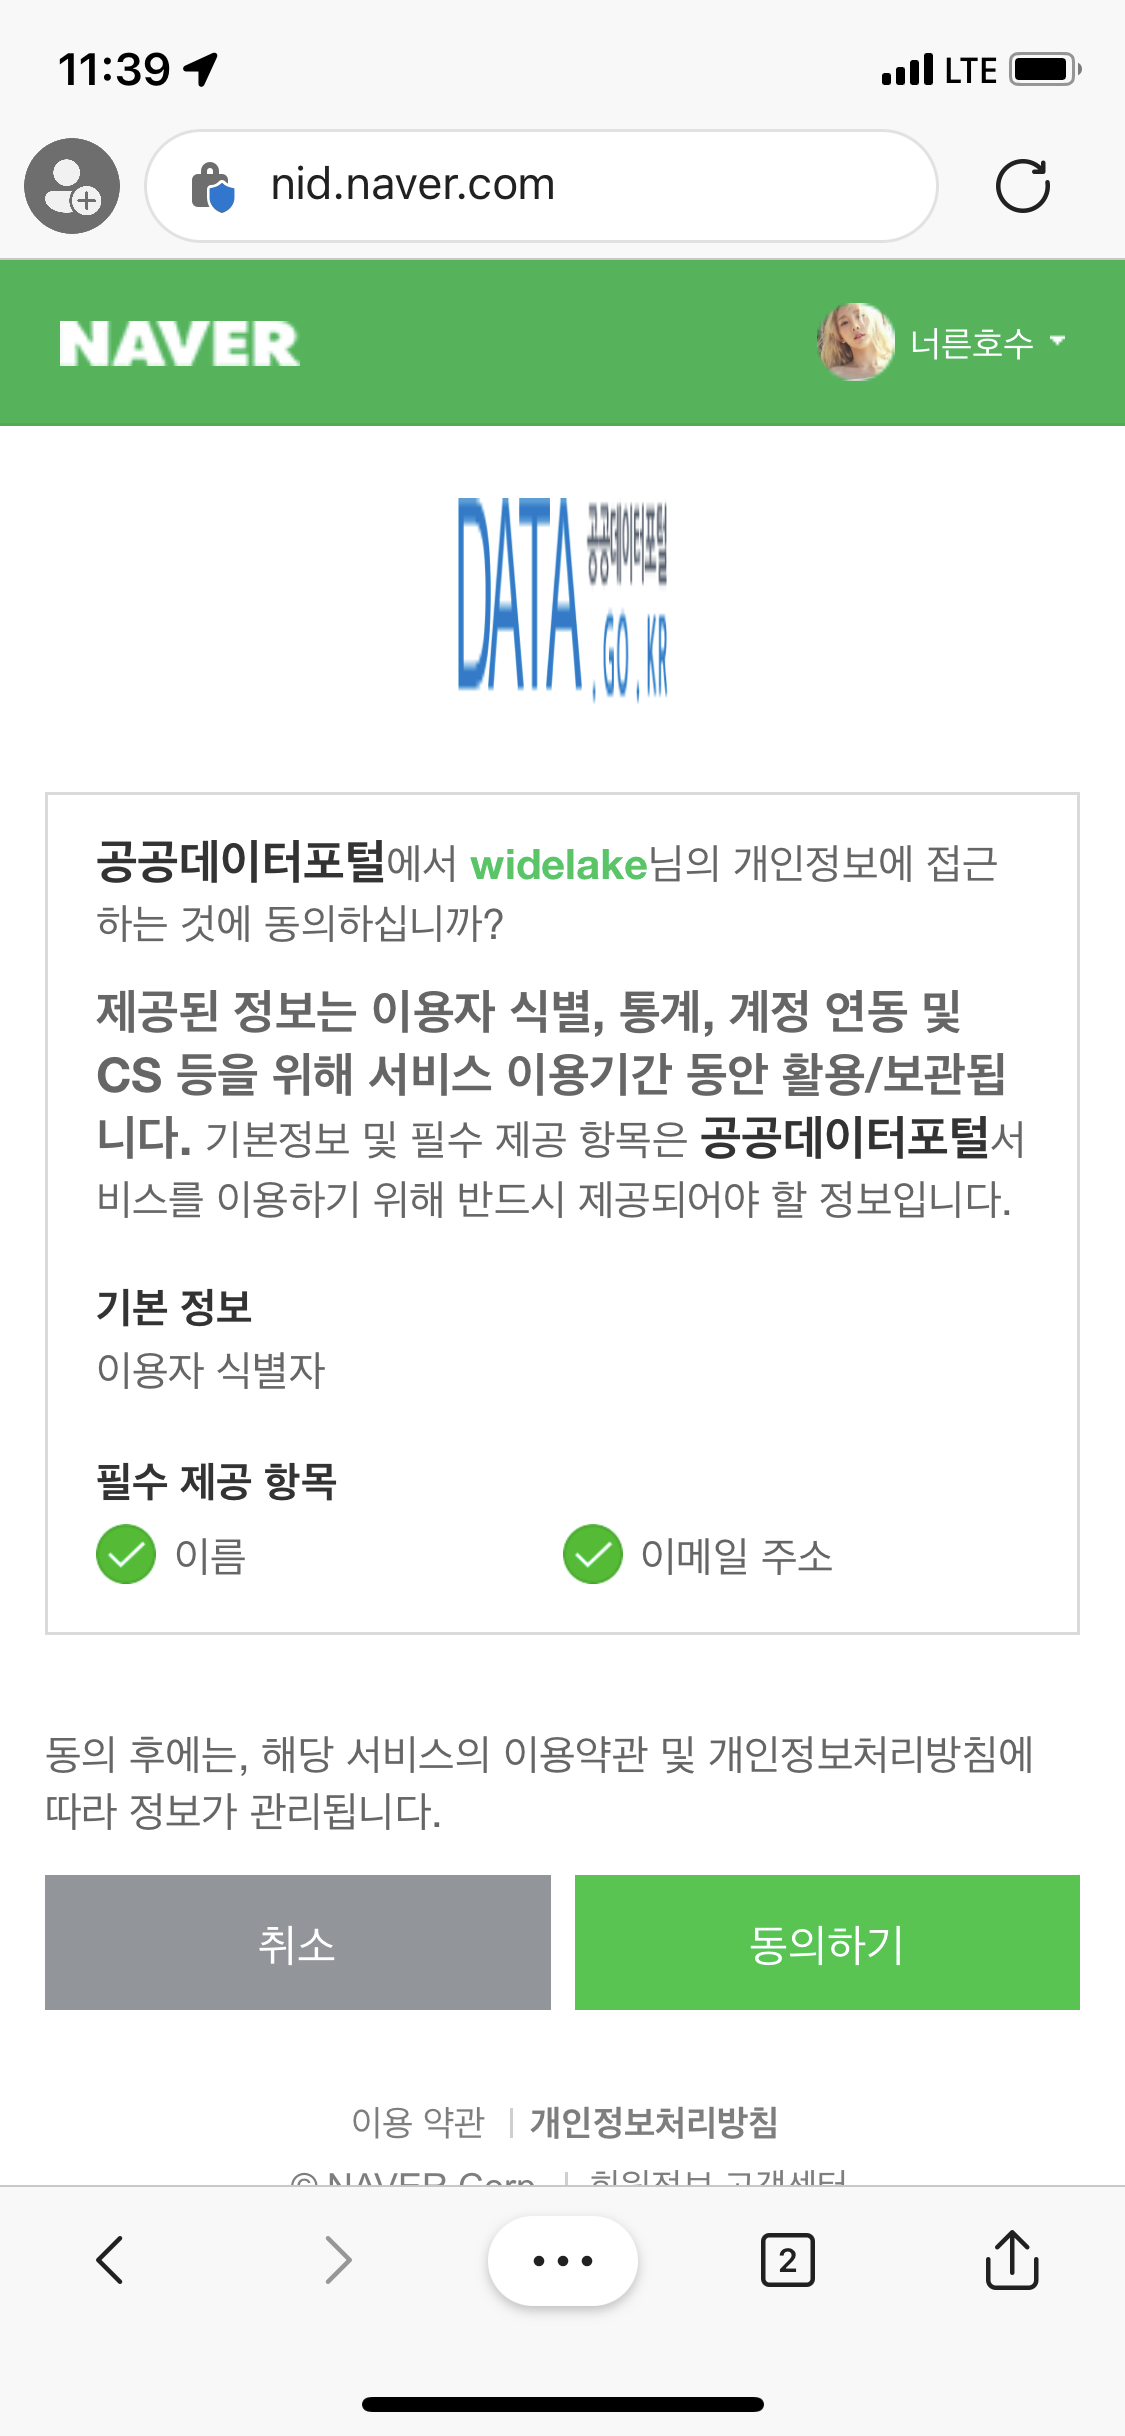 11:39 LTE
nid.naver.com
NAVER 너른호수
DATA 공공데이터포털
.GO.KR
공공데이터포털에서 widelake님의 개인정보에 접근
하는 것에 동의하십니까?
제공된 정보는 이용자 식별, 통계, 계정 연동 및
CS 등을 위해 서비스 이용기간 동안 활용/보관됩
니다. 기본정보 및 필수 제공 항목은 공공데이터포털서
비스를 이용하기 위해 반드시 제공되어야 할 정보입니다.
기본 정보
이용자 식별자
필수 제공 항목
이름 이메일 주소
동의 후에는, 해당 서비스의 이용약관 및 개인정보처리방침에
따라 정보가 관리됩니다.
취소 동의하기
이용 약관 개인정보처리방침
© NAVER Corp. 회원정보 고객센터
2